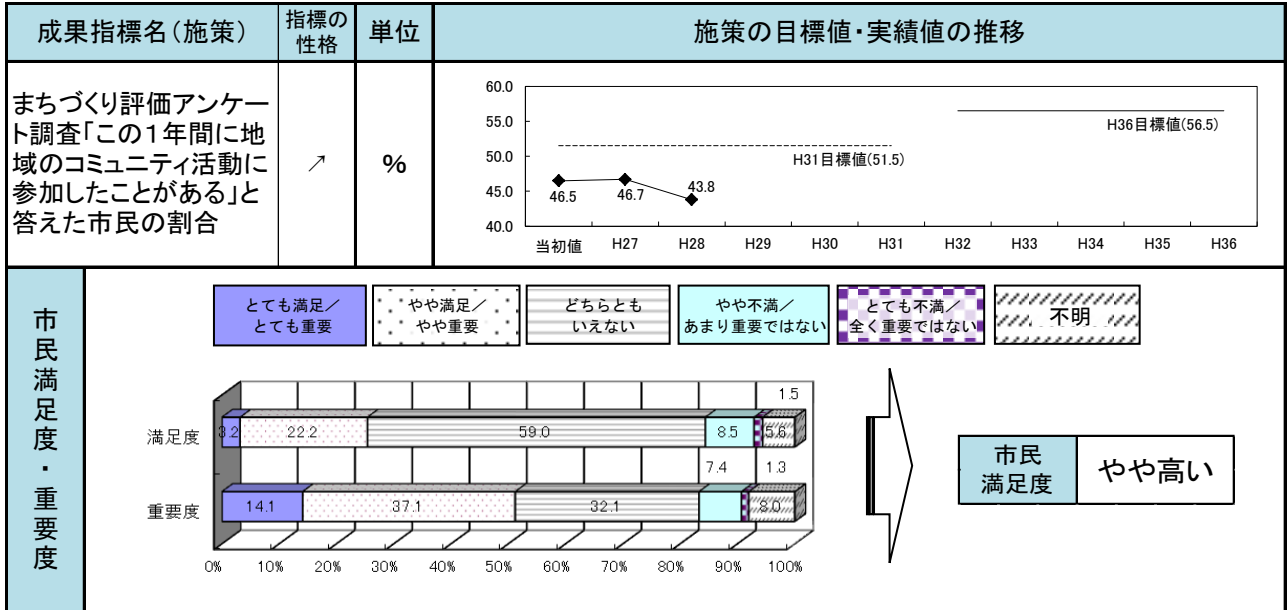 成果指標名(施策)
指標の
性格
単位
施策の目標値・実績値の推移
まちづくり評価アンケー
ト調査「この1年間に地
域のコミュニティ活動に
参加したことがある」と
答えた市民の割合
↗
%
60.0
55.0
50.0
45.0
40.0
H36目標値(56.5)
H31目標値(51.5)
46.5
46.7
43.8
当初値 H27 H28 H29 H30 H31 H32 H33 H34 H35 H36
市民満足度・重要度
とても満足/
とても重要
やや満足/
やや重要
どちらとも
いえない
やや不満/
あまり重要ではない
とても不満/
全く重要ではない
不明
1.5
満足度 3.2 22.2 59.0 8.5 5.6
7.4 1.3
重要度 14.1 37.1 32.1 8.0
0% 10% 20% 30% 40% 50% 60% 70% 80% 90% 100%
市民
満足度
やや高い